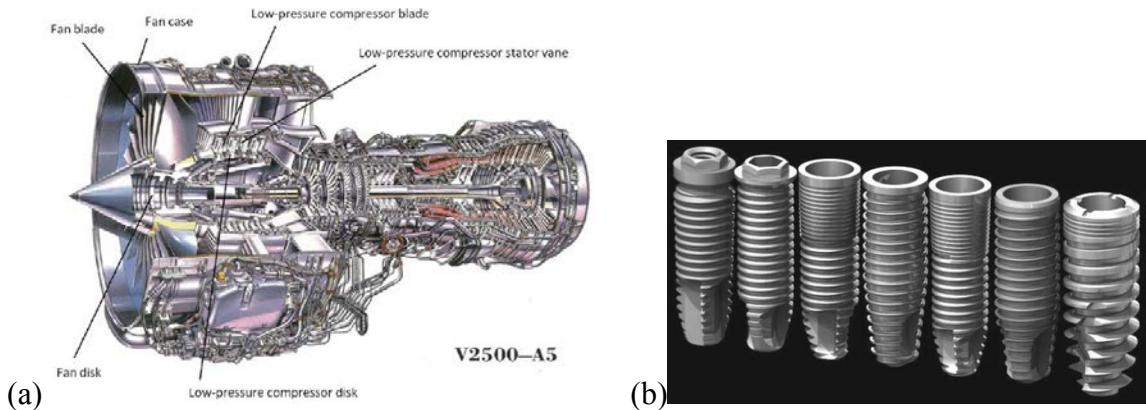 Low-pressure compressor blade
Fan case
Fan blade
Low-pressure compressor stator vane
V2500–A5
Fan disk
Low-pressure compressor disk
(a)
(b)